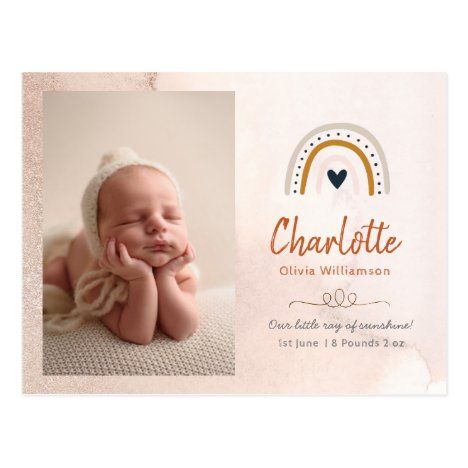 Charlotte
Olivia Williamson
Our little ray of sunshine!
1st June | 8 Pounds 2 oz